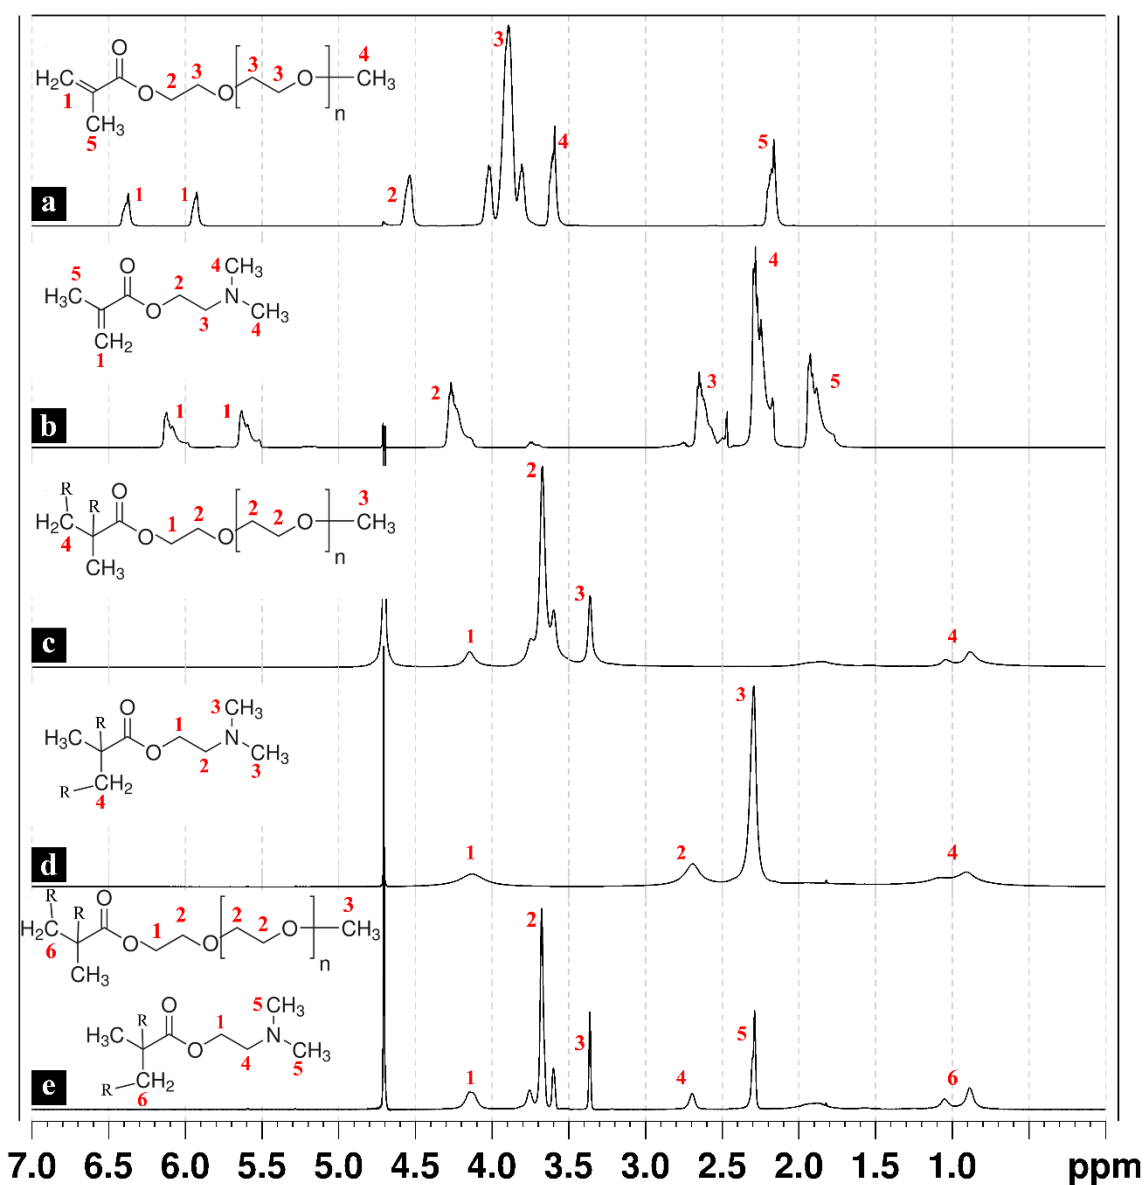 O 4
H₂C 3 3 CH₃
O O O
1 2 3 n
CH₃
5
3 4 5
1 1 2
a
5 O 4 CH₃
H₃C 2
O N
3 CH₃
4
CH₂
1
1 1 2 3 4 5
b
R O 3
H₂C R 2 2 CH₃
O O O
4 1 2 n
CH₃
2 3
1 4
c
O 3 CH₃
R 1
H₃C N
O 2 CH₃
3
R CH₂
4
1 2 3 4
d
R O 3
H₂C R 2 2 2 CH₃
O O O
6 1 n
CH₃
O 5 CH₃
R 1
H₃C N
O 4 CH₃
5
R CH₂
6
1 2 3 4 5 6
e
7.0 6.5 6.0 5.5 5.0 4.5 4.0 3.5 3.0 2.5 2.0 1.5 1.0 ppm